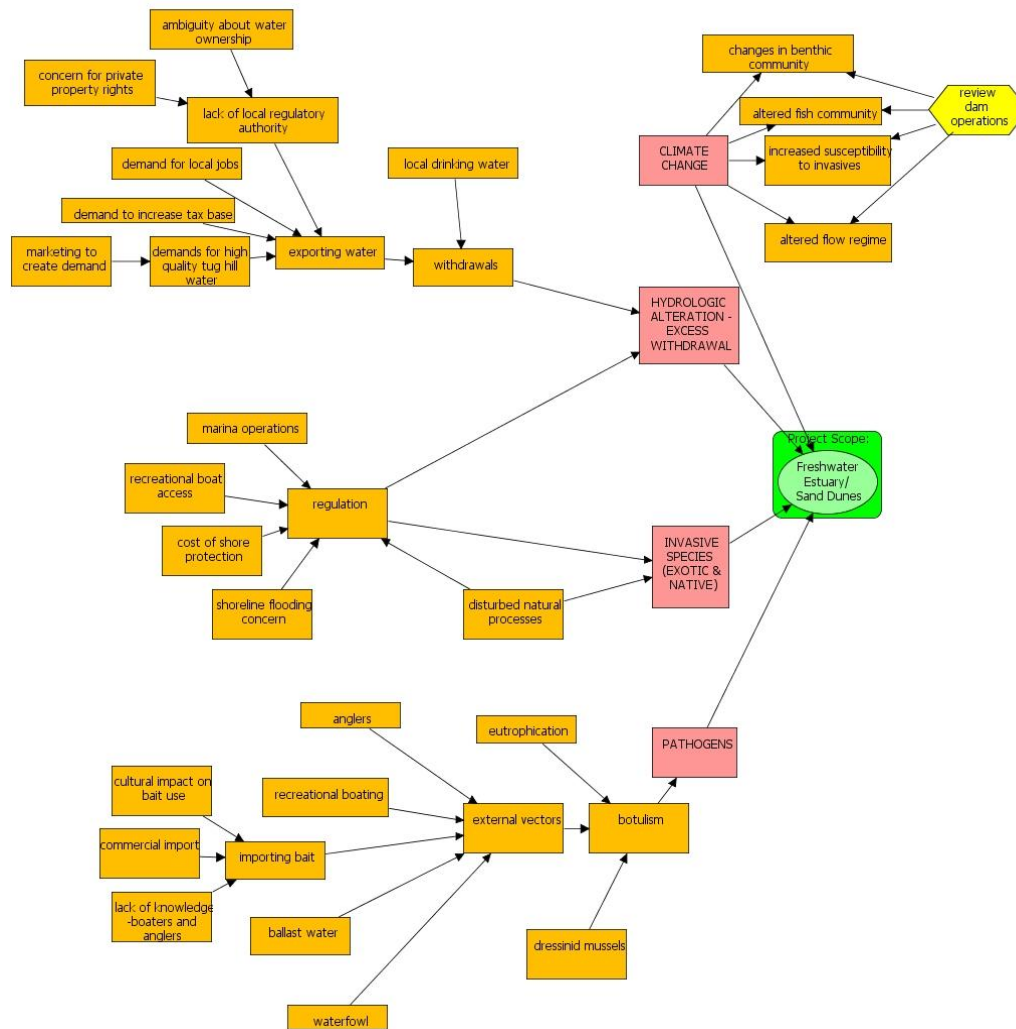 ambiguity about water
ownership
changes in benthic
community
concern for private
property rights
review
dam
operations
lack of local regulatory
authority
altered fish community
CLIMATE
CHANGE
increased susceptibility
to invasives
demand for local jobs
local drinking water
demand to increase tax base
altered flow regime
marketing to
create demand
demands for high
quality tug hill
water
exporting water
withdrawals
HYDROLOGIC
ALTERATION -
EXCESS
WITHDRAWAL
marina operations
Project Scope:
Freshwater
Estuary/
Sand Dunes
recreational boat
access
regulation
cost of shore
protection
INVASIVE
SPECIES
(EXOTIC &
NATIVE)
shoreline flooding
concern
disturbed natural
processes
anglers
eutrophication
PATHOGENS
cultural impact on
bait use
recreational boating
external vectors
botulism
commercial import
importing bait
lack of knowledge
-boaters and
anglers
ballast water
dressinid mussels
waterfowl